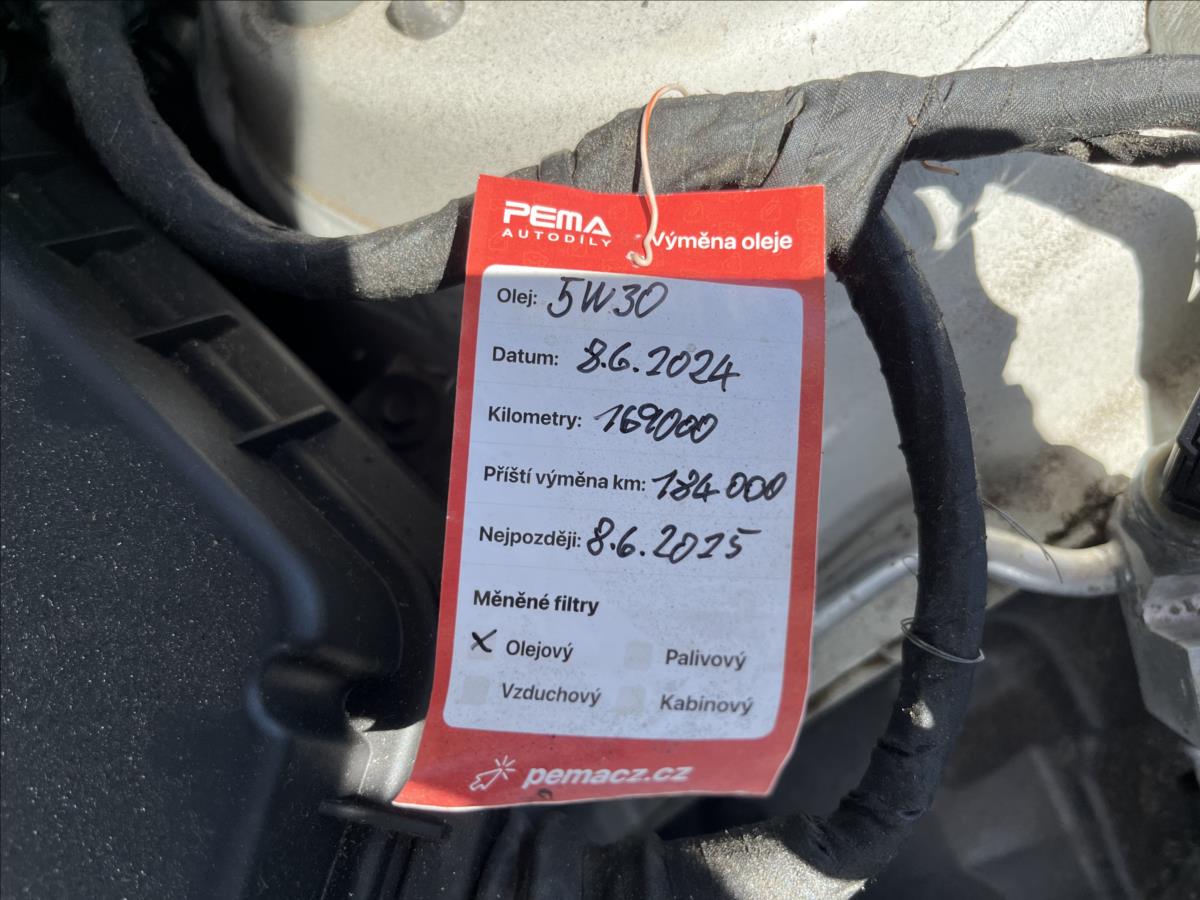 PEMA
AUTODÍLY
Výměna oleje
Olej: 5W30
Datum: 8.6.2024
Kilometry: 169000
Příští výměna km: 184 000
Nejpozději: 8.6.2025
Měněné filtry
X Olejový
Palivový
Vzduchový
Kabinový
pemacz.cz